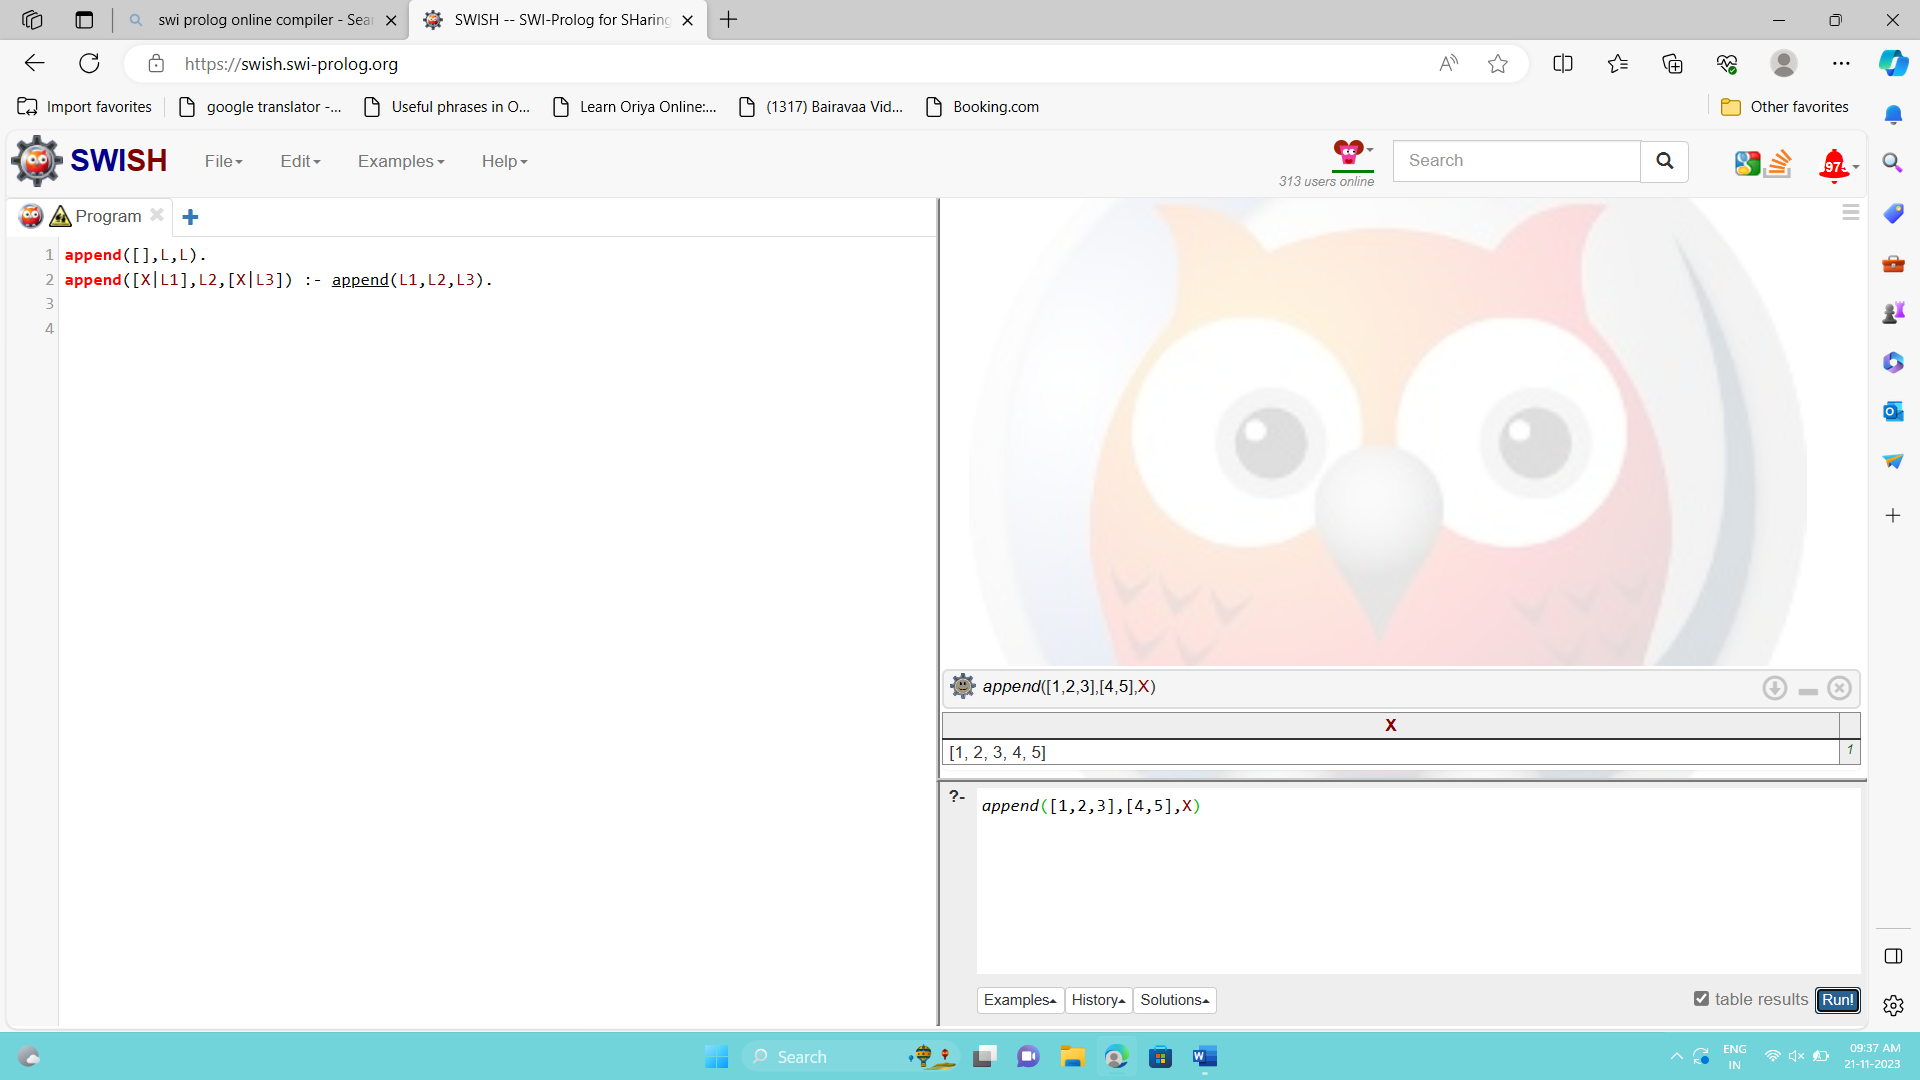 swi prolog online compiler - Sea
SWISH -- SWI-Prolog for SHaring
https://swish.swi-prolog.org
Import favorites
google translator -...
Useful phrases in O...
Learn Oriya Online:...
(1317) Bairavaa Vid...
Booking.com
Other favorites
SWISH
File
Edit
Examples
Help
313 users online
Search
Program
1 append([],L,L).
2 append([X|L1],L2,[X|L3]) :- append(L1,L2,L3).
3
4
append([1,2,3],[4,5],X)
X
[1, 2, 3, 4, 5] 1
?- append([1,2,3],[4,5],X)
Examples
History
Solutions
table results
Run!
Search
ENG
IN
09:37 AM
21-11-2023